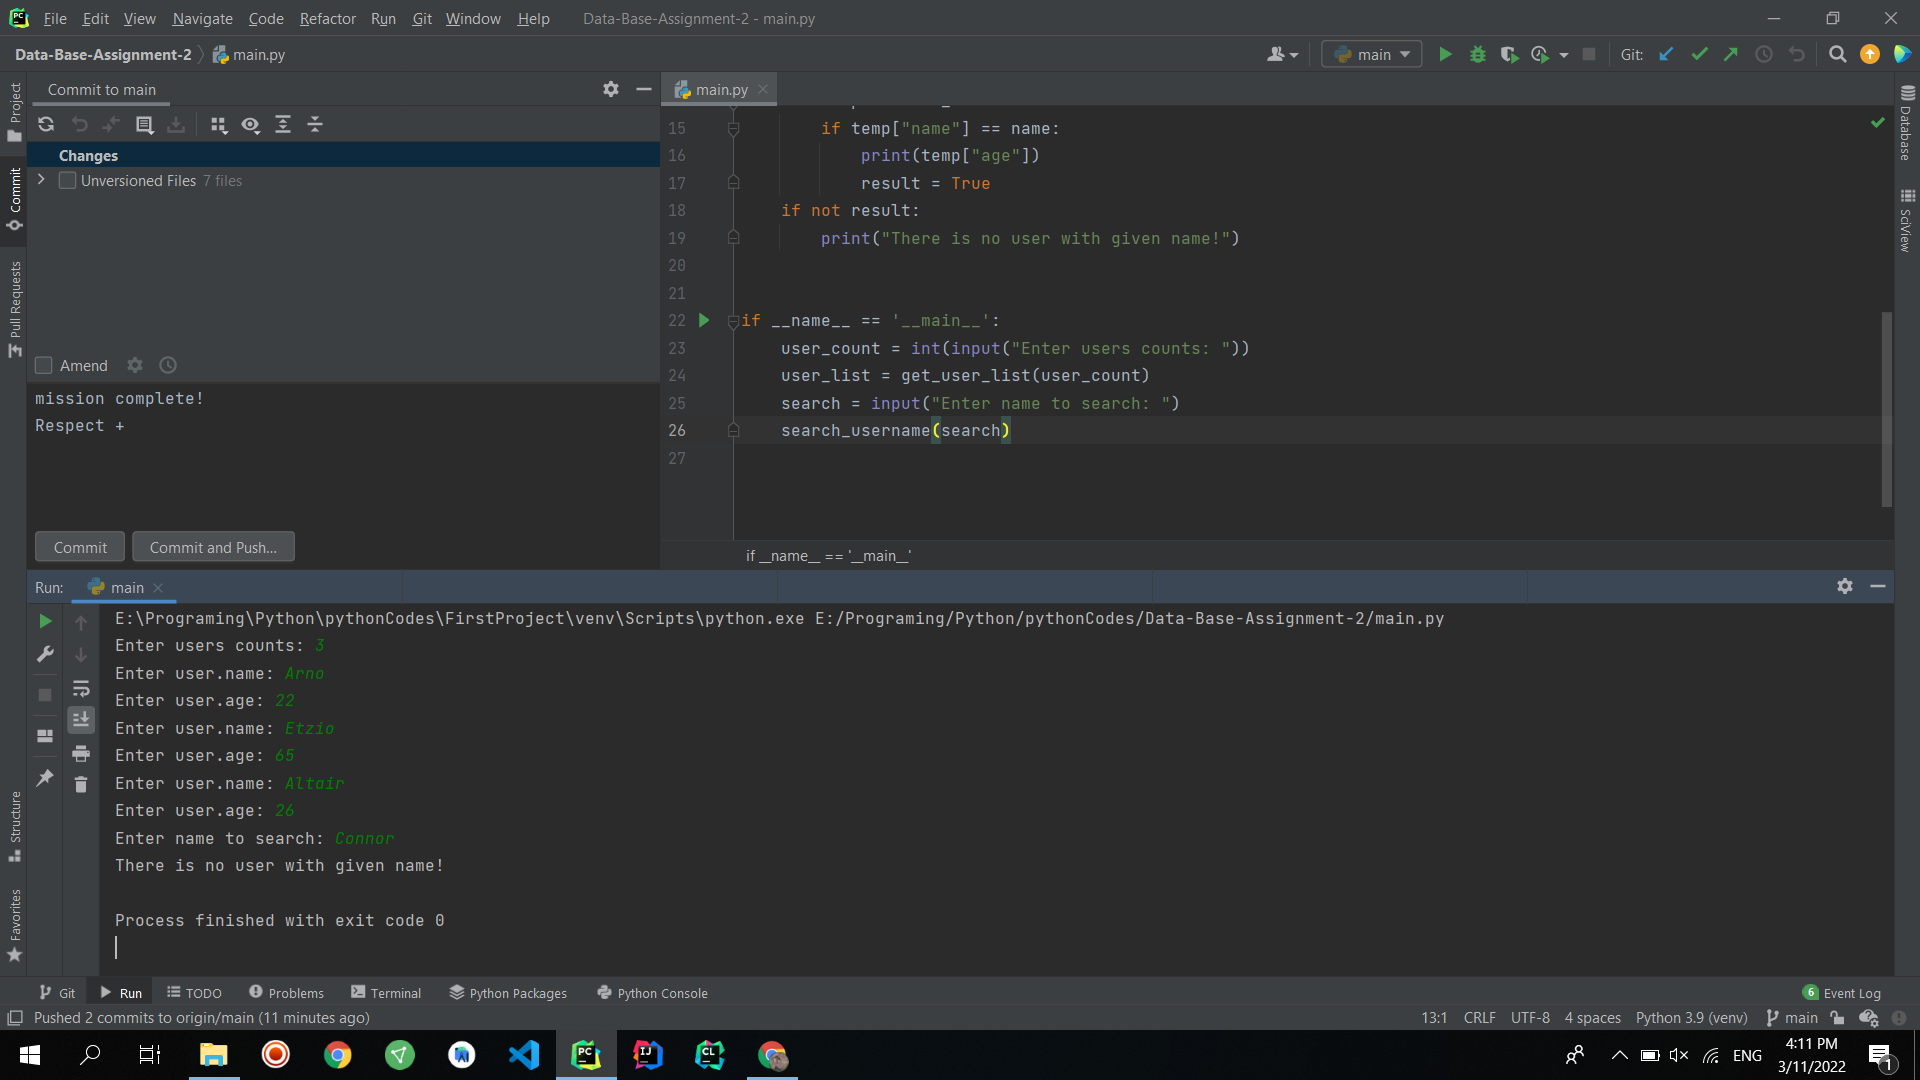 File Edit View Navigate Code Refactor Run Git Window Help Data-Base-Assignment-2 - main.py
Data-Base-Assignment-2 main.py main Git:
Commit to main
Changes
Unversioned Files 7 files
Amend
mission complete!
Respect +
Commit Commit and Push...
Project
Commit
Pull Requests
Structure
Favorites
main.py
15 if temp["name"] == name:
16 print(temp["age"])
17 result = True
18 if not result:
19 print("There is no user with given name!")
20
21
22 if __name__ == '__main__':
23 user_count = int(input("Enter users counts: "))
24 user_list = get_user_list(user_count)
25 search = input("Enter name to search: ")
26 search_username(search)
27
if __name__ == '__main__'
Database
SciView
Run: main
E:\Programing\Python\pythonCodes\FirstProject\venv\Scripts\python.exe E:/Programing/Python/pythonCodes/Data-Base-Assignment-2/main.py
Enter users counts: 3
Enter user.name: Arno
Enter user.age: 22
Enter user.name: Etzio
Enter user.age: 65
Enter user.name: Altair
Enter user.age: 26
Enter name to search: Connor
There is no user with given name!
Process finished with exit code 0
Git Run TODO Problems Terminal Python Packages Python Console 6 Event Log
Pushed 2 commits to origin/main (11 minutes ago) 13:1 CRLF UTF-8 4 spaces Python 3.9 (venv) main
PC IJ CL ENG 4:11 PM
3/11/2022 1